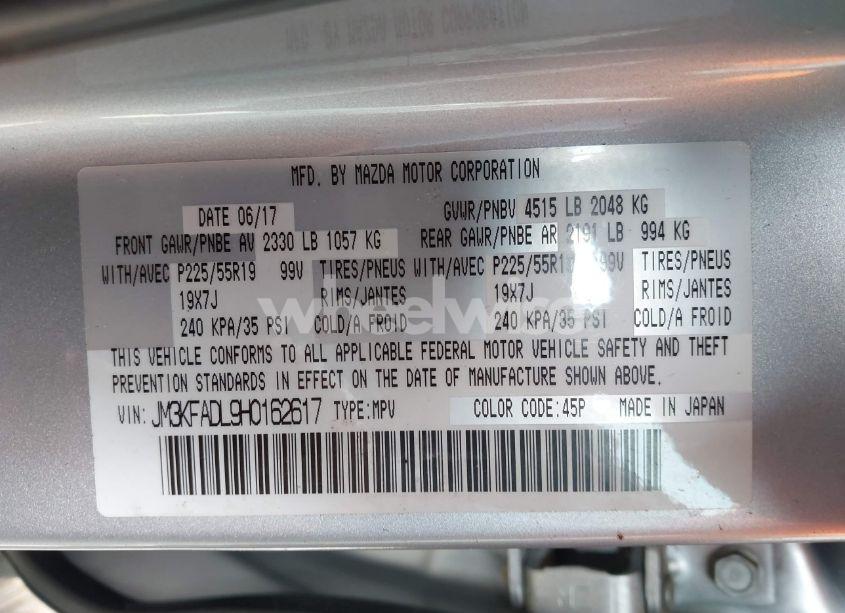 MFD. BY MAZDA MOTOR CORPORATION
DATE 06/17 GVWR/PNBV 4515 LB 2048 KG
FRONT GAWR/PNBE AV 2330 LB 1057 KG REAR GAWR/PNBE AR 2191 LB 994 KG
WITH/AVEC P225/55R19 99V TIRES/PNEUS WITH/AVEC P225/55R19 99V TIRES/PNEUS
19X7J RIMS/JANTES 19X7J RIMS/JANTES
240 KPA/35 PSI COLD/A FROID 240 KPA/35 PSI COLD/A FROID
THIS VEHICLE CONFORMS TO ALL APPLICABLE FEDERAL MOTOR VEHICLE SAFETY AND THEFT
PREVENTION STANDARDS IN EFFECT ON THE DATE OF MANUFACTURE SHOWN ABOVE.
VIN: JM3KFADL9H0162617 TYPE:MPV COLOR CODE:45P MADE IN JAPAN